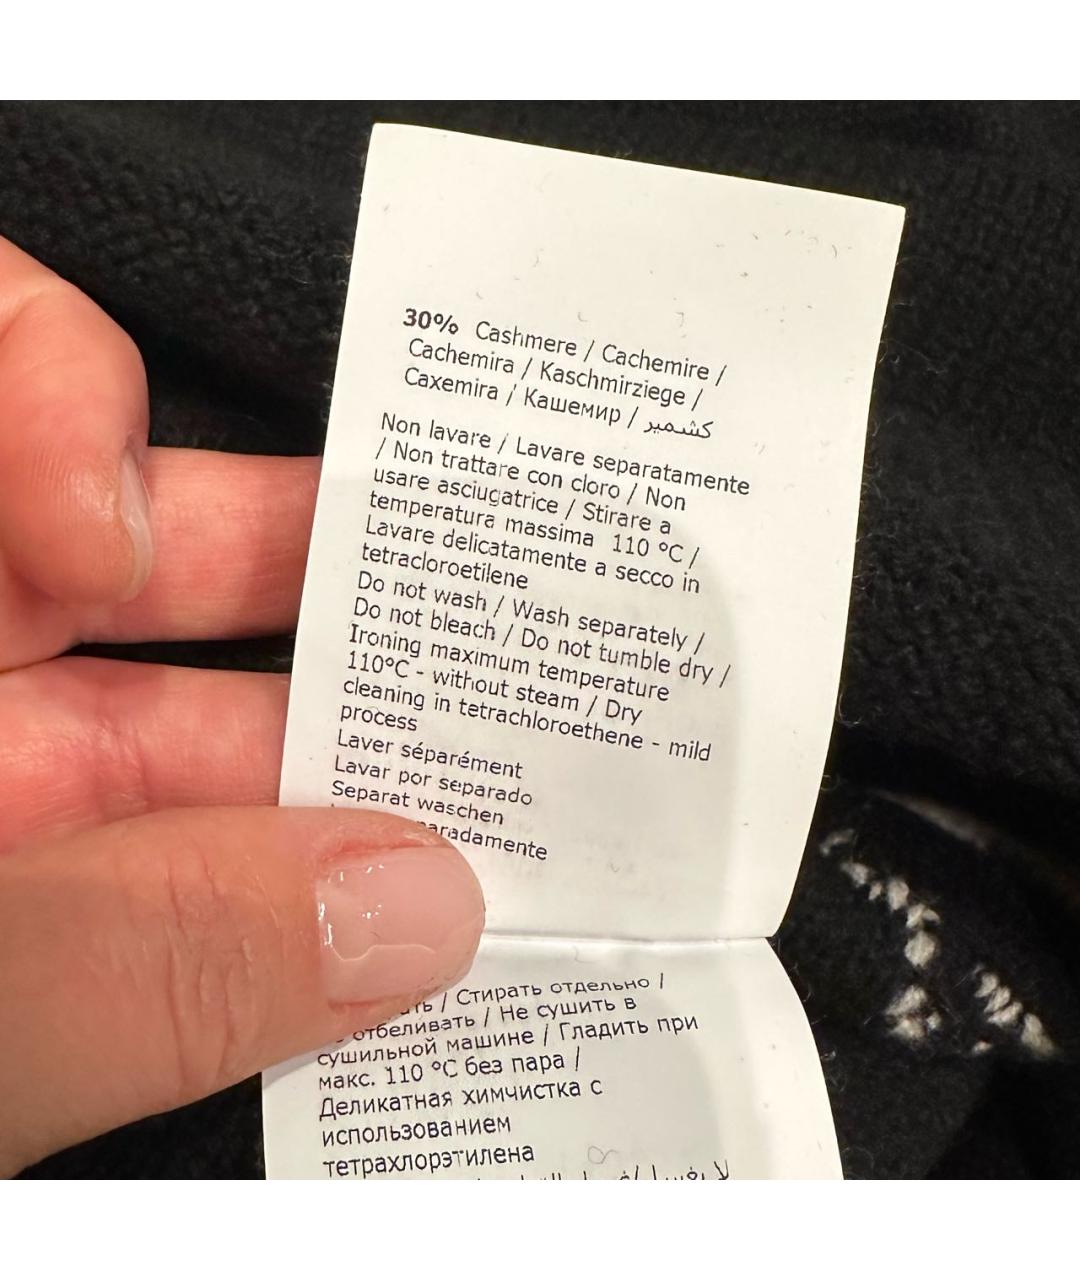 30% Cashmere / Cachemire /
Cachemira / Kaschmirziege /
Caxemira / Кашемир / كشمير
Non lavare / Lavare separatamente
/ Non trattare con cloro / Non
usare asciugatrice / Stirare a
temperatura massima 110 °C /
Lavare delicatamente a secco in
tetracloroetilene
Do not wash / Wash separately /
Do not bleach / Do not tumble dry /
Ironing maximum temperature
110°C - without steam / Dry
cleaning in tetrachloroethene - mild
process
Laver séparément
Lavar por separado
Separat waschen
/ Стирать отдельно /
отбеливать / Не сушить в
сушильной машине / Гладить при
макс. 110 °C без пара /
Деликатная химчистка с
использованием
тетрахлорэтилена